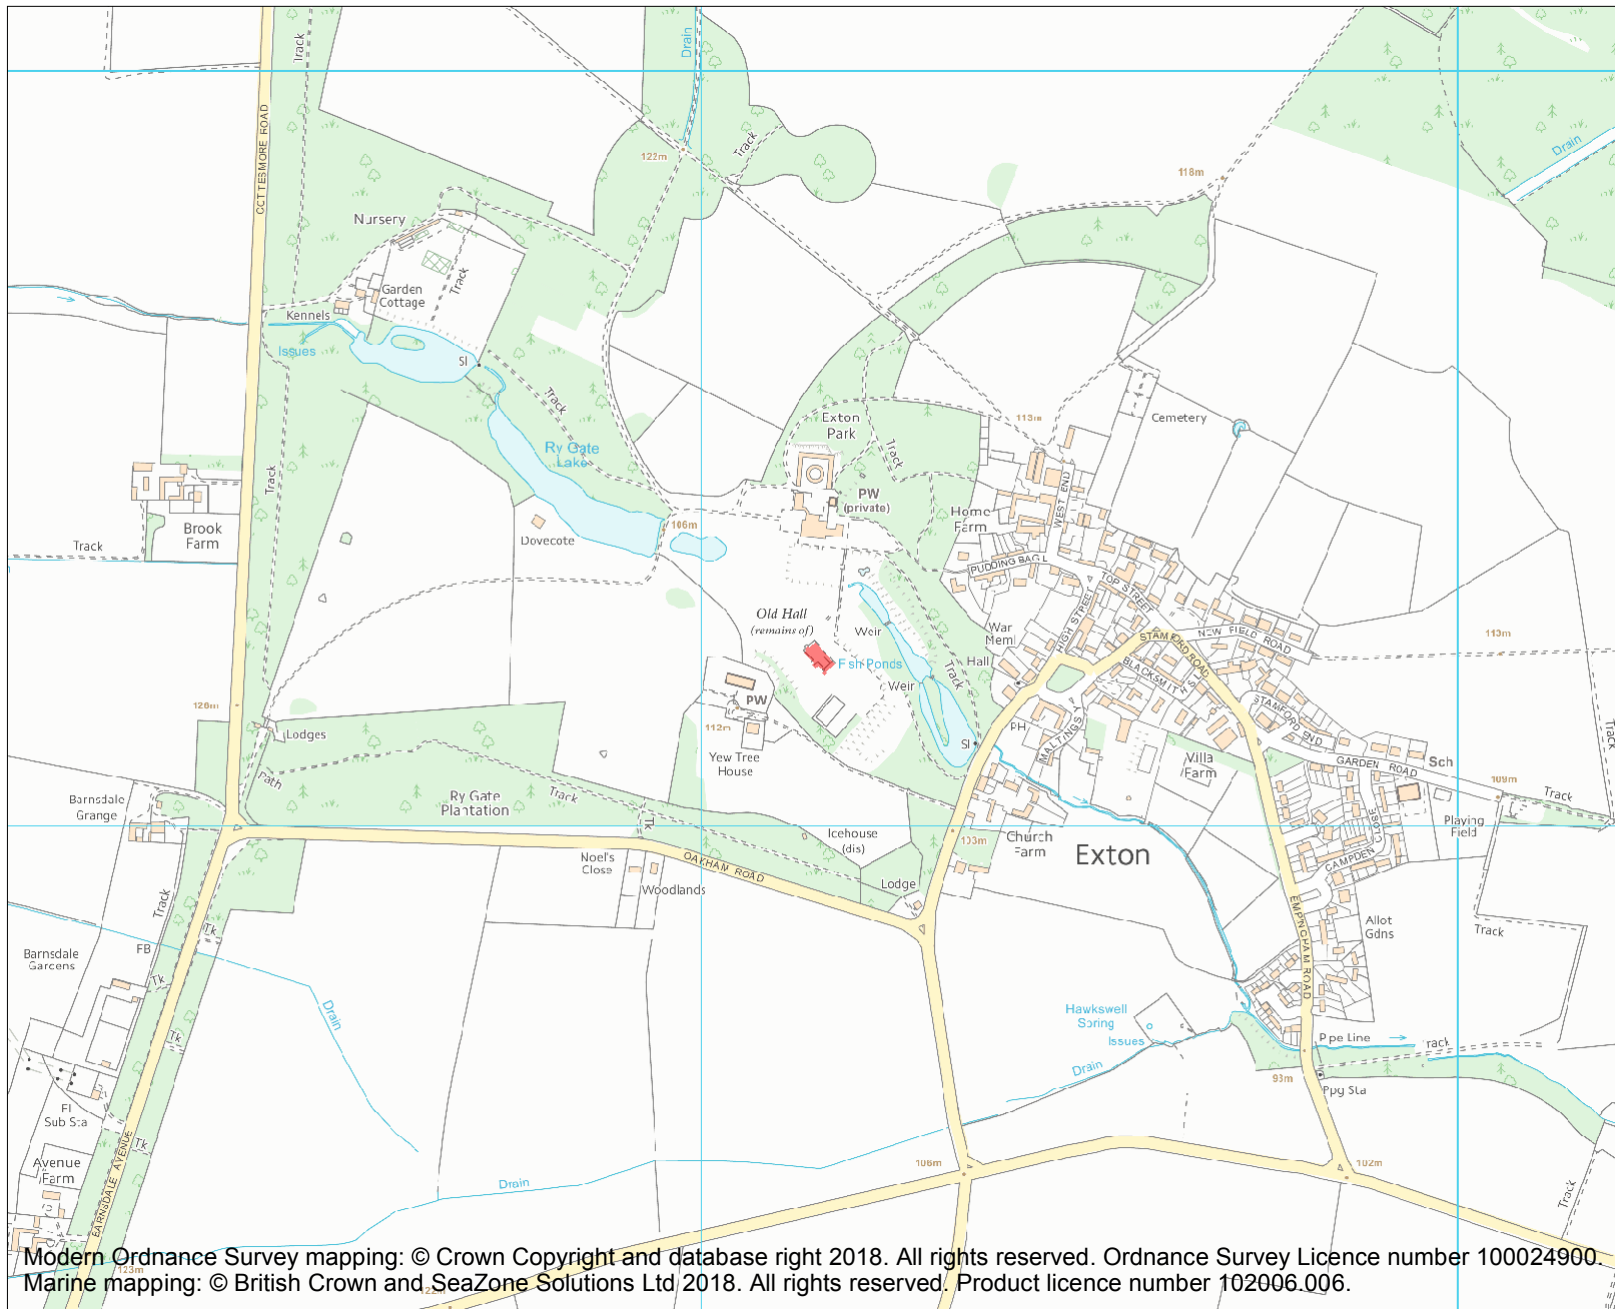 Track
Drain
COTTESMORE ROAD
122m
Track
118m
Drain
Nursery
Track
Garden
Cottage
Kennels
Issues
Sl
Track
Exton
Park
113m
Cemetery
Ry Gate
Lake
Track
Track
WEST END
PW
(private)
Home
Farm
106m
Brook
Farm
Dovecote
Track
PUDDING BAG L
TOP STREET
HIGH STREET
Old Hall
(remains of)
Weir
War
Meml
STAMFORD ROAD
NEW FIELD ROAD
113m
Fish Ponds
Hall
Track
Weir
BLACKSMITHS L
PW
STAMFORD END
126m
112m
PH
MALTINGS Y
Lodges
Sl
Yew Tree
House
Villa
Farm
GARDEN ROAD
Sch
Track
Path
109m
Track
Barnsdale
Grange
Ry Gate
Plantation
Track
Tk
Icehouse
(dis)
103m
Church
Farm
Exton
CLOSE
CAMPDEN
Playing
Field
Noel's
Close
OAKHAM ROAD
Woodlands
Lodge
Track
Tk
FB
Allot
Gdns
Track
EMPINGHAM ROAD
Barnsdale
Gardens
Tk
Drain
Tk
Hawkswell
Spring
Issues
Pipe Line
Track
Drain
93m
Ppg Sta
El
Sub Sta
Tk
BARNSDALE AVENUE
Avenue
Farm
106m
102m
Drain
Track
Modern Ordnance Survey mapping: © Crown Copyright and database right 2018. All rights reserved. Ordnance Survey Licence number 100024900.
Marine mapping: © British Crown and SeaZone Solutions Ltd 2018. All rights reserved. Product licence number 102006.006.
123m
122m